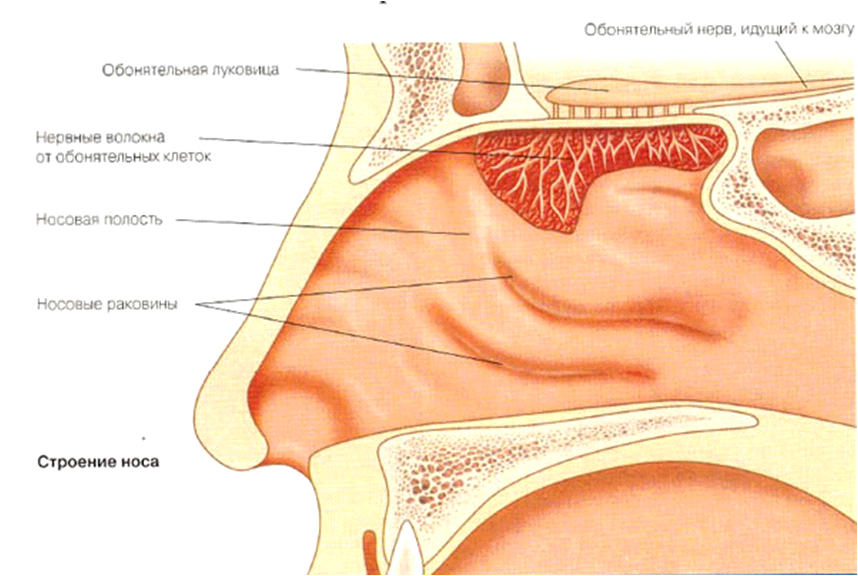 Обонятельный нерв, идущий к мозгу
Обонятельная луковица
Нервные волокна
от обонятельных клеток
Носовая полость
Носовые раковины
Строение носа